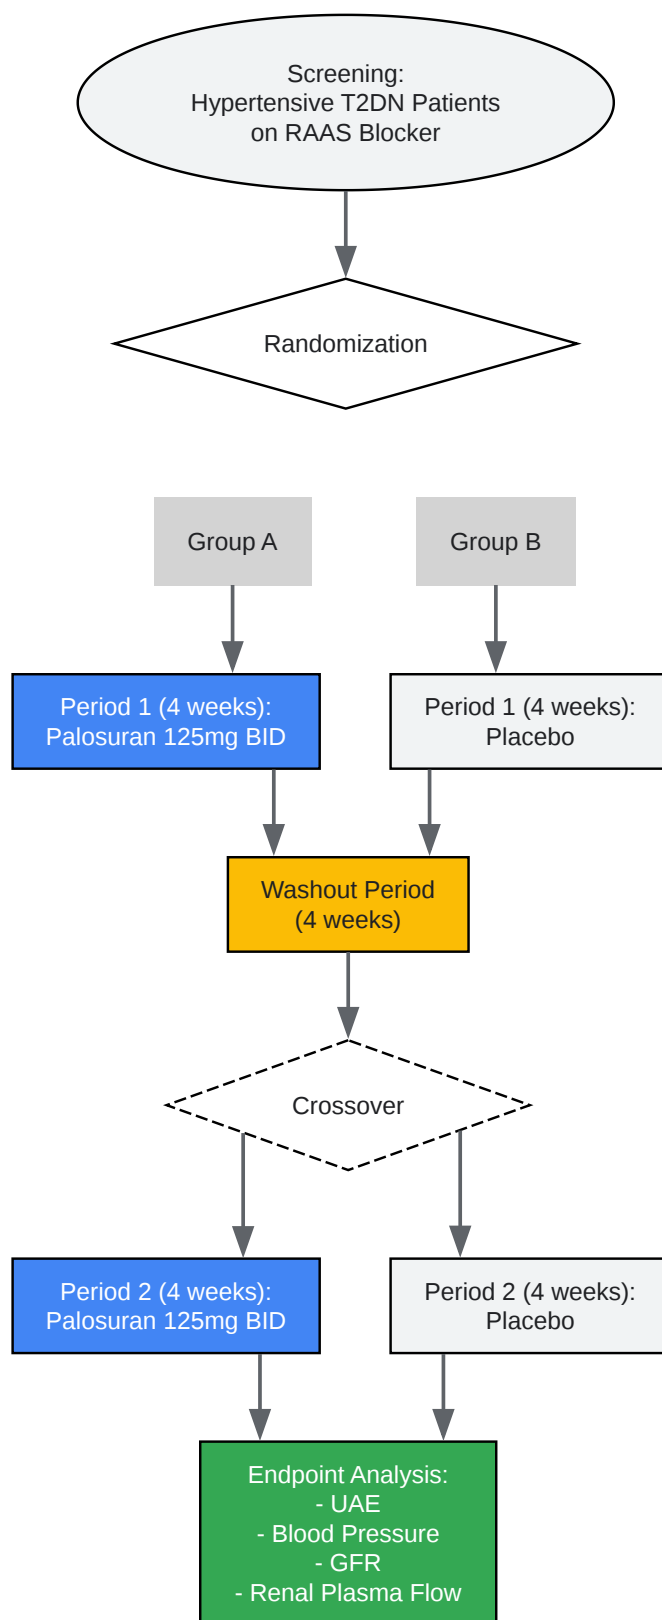 Screening:
Hypertensive T2DN Patients
on RAAS Blocker
Randomization
Group A
Group B
Period 1 (4 weeks):
Palosuran 125mg BID
Period 1 (4 weeks):
Placebo
Washout Period
(4 weeks)
Crossover
Period 2 (4 weeks):
Palosuran 125mg BID
Period 2 (4 weeks):
Placebo
Endpoint Analysis:
- UAE
- Blood Pressure
- GFR
- Renal Plasma Flow